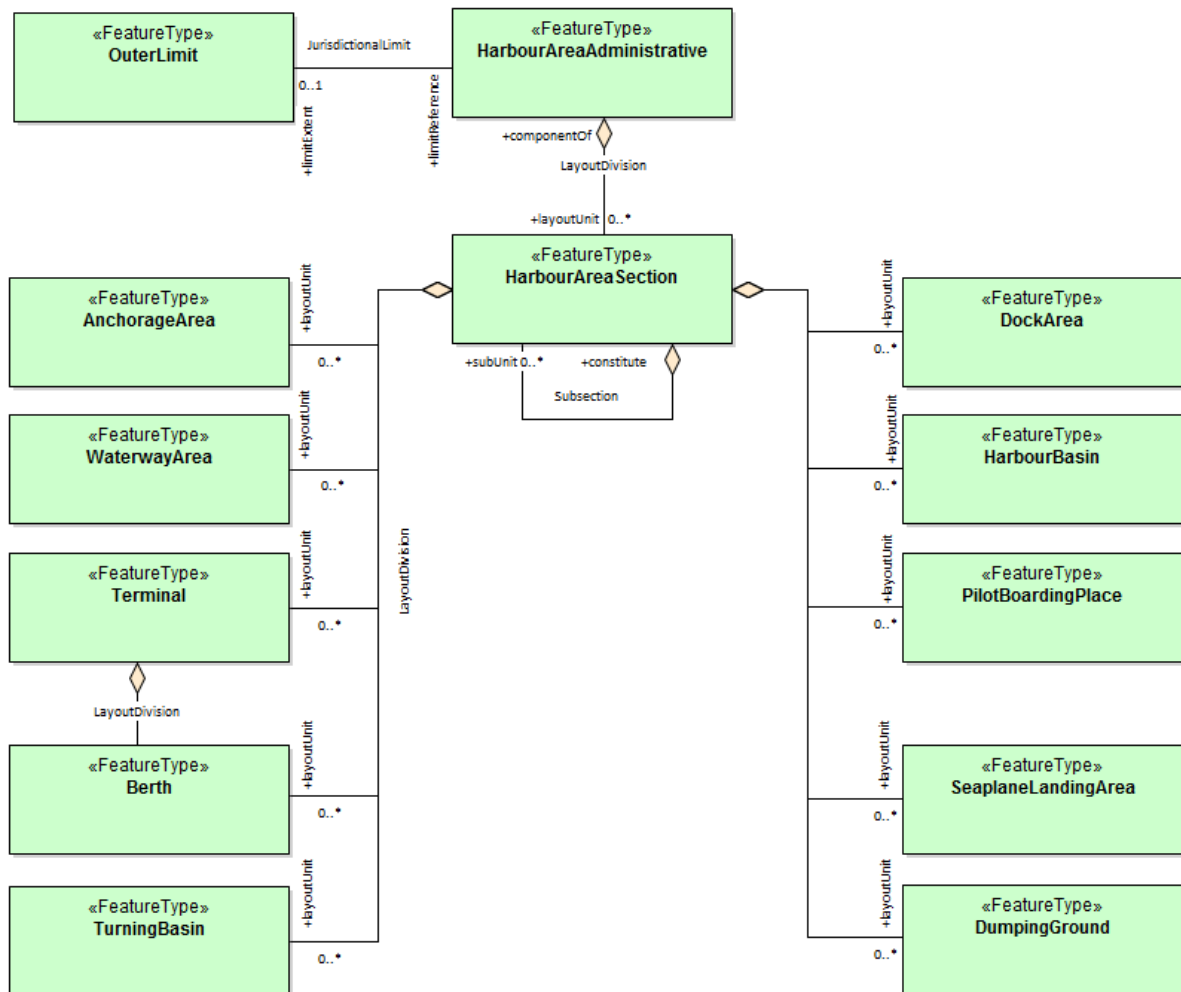 «FeatureType»
OuterLimit
JurisdictionalLimit
0..1
+limitExtent
+limitReference
«FeatureType»
HarbourAreaAdministrative
+componentOf
LayoutDivision
+layoutUnit 0..*
«FeatureType»
HarbourAreaSection
+subUnit 0..*
+constitute
Subsection
«FeatureType»
AnchorageArea
+layoutUnit
0..*
«FeatureType»
WaterwayArea
+layoutUnit
0..*
«FeatureType»
Terminal
+layoutUnit
0..*
LayoutDivision
LayoutDivision
«FeatureType»
Berth
+layoutUnit
0..*
«FeatureType»
TurningBasin
+layoutUnit
0..*
+layoutUnit
0..*
«FeatureType»
DockArea
+layoutUnit
0..*
«FeatureType»
HarbourBasin
+layoutUnit
0..*
«FeatureType»
PilotBoardingPlace
+layoutUnit
0..*
«FeatureType»
SeaplaneLandingArea
+layoutUnit
0..*
«FeatureType»
DumpingGround